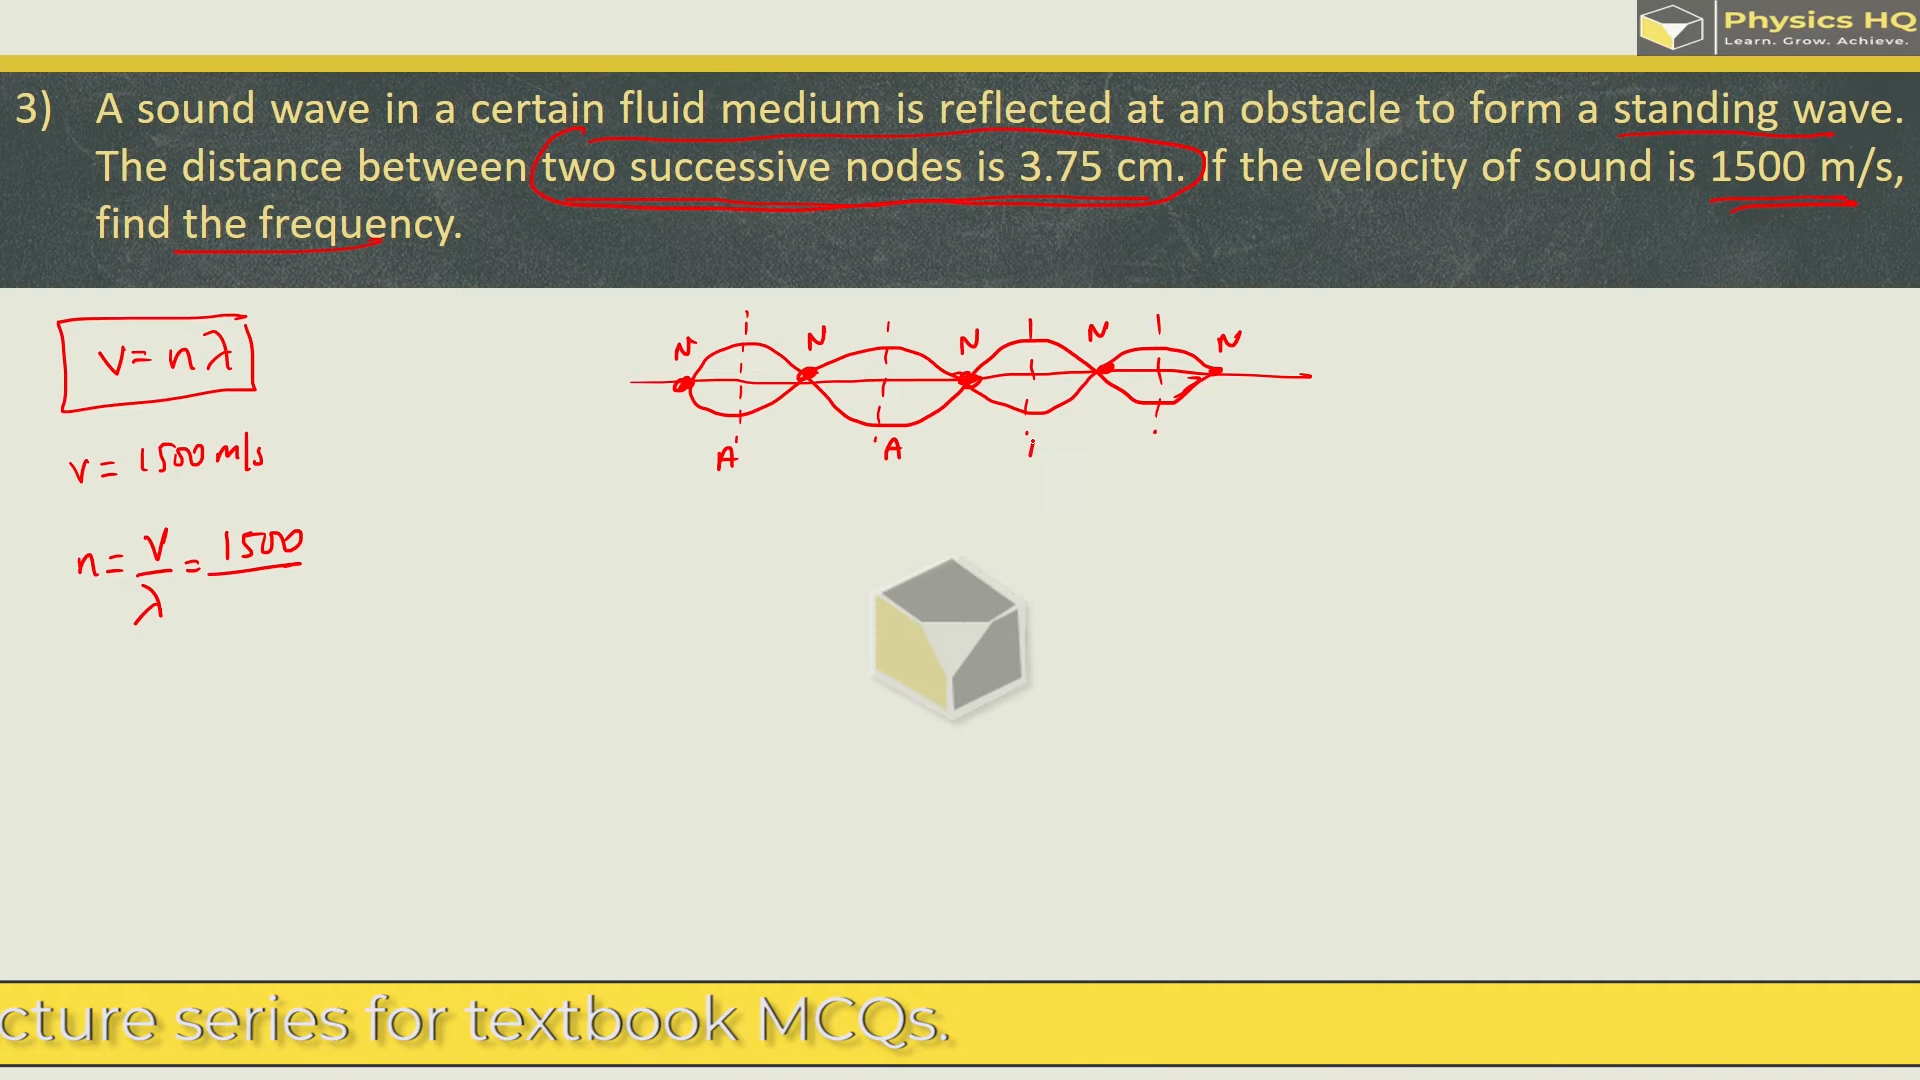 Physics HQ
Learn. Grow. Achieve.
3) A sound wave in a certain fluid medium is reflected at an obstacle to form a standing wave.
The distance between two successive nodes is 3.75 cm. If the velocity of sound is 1500 m/s,
find the frequency.
v = nλ
v = 1500 m/s
n = v/λ = 1500
N N N N N
A A
cture series for textbook MCQs.